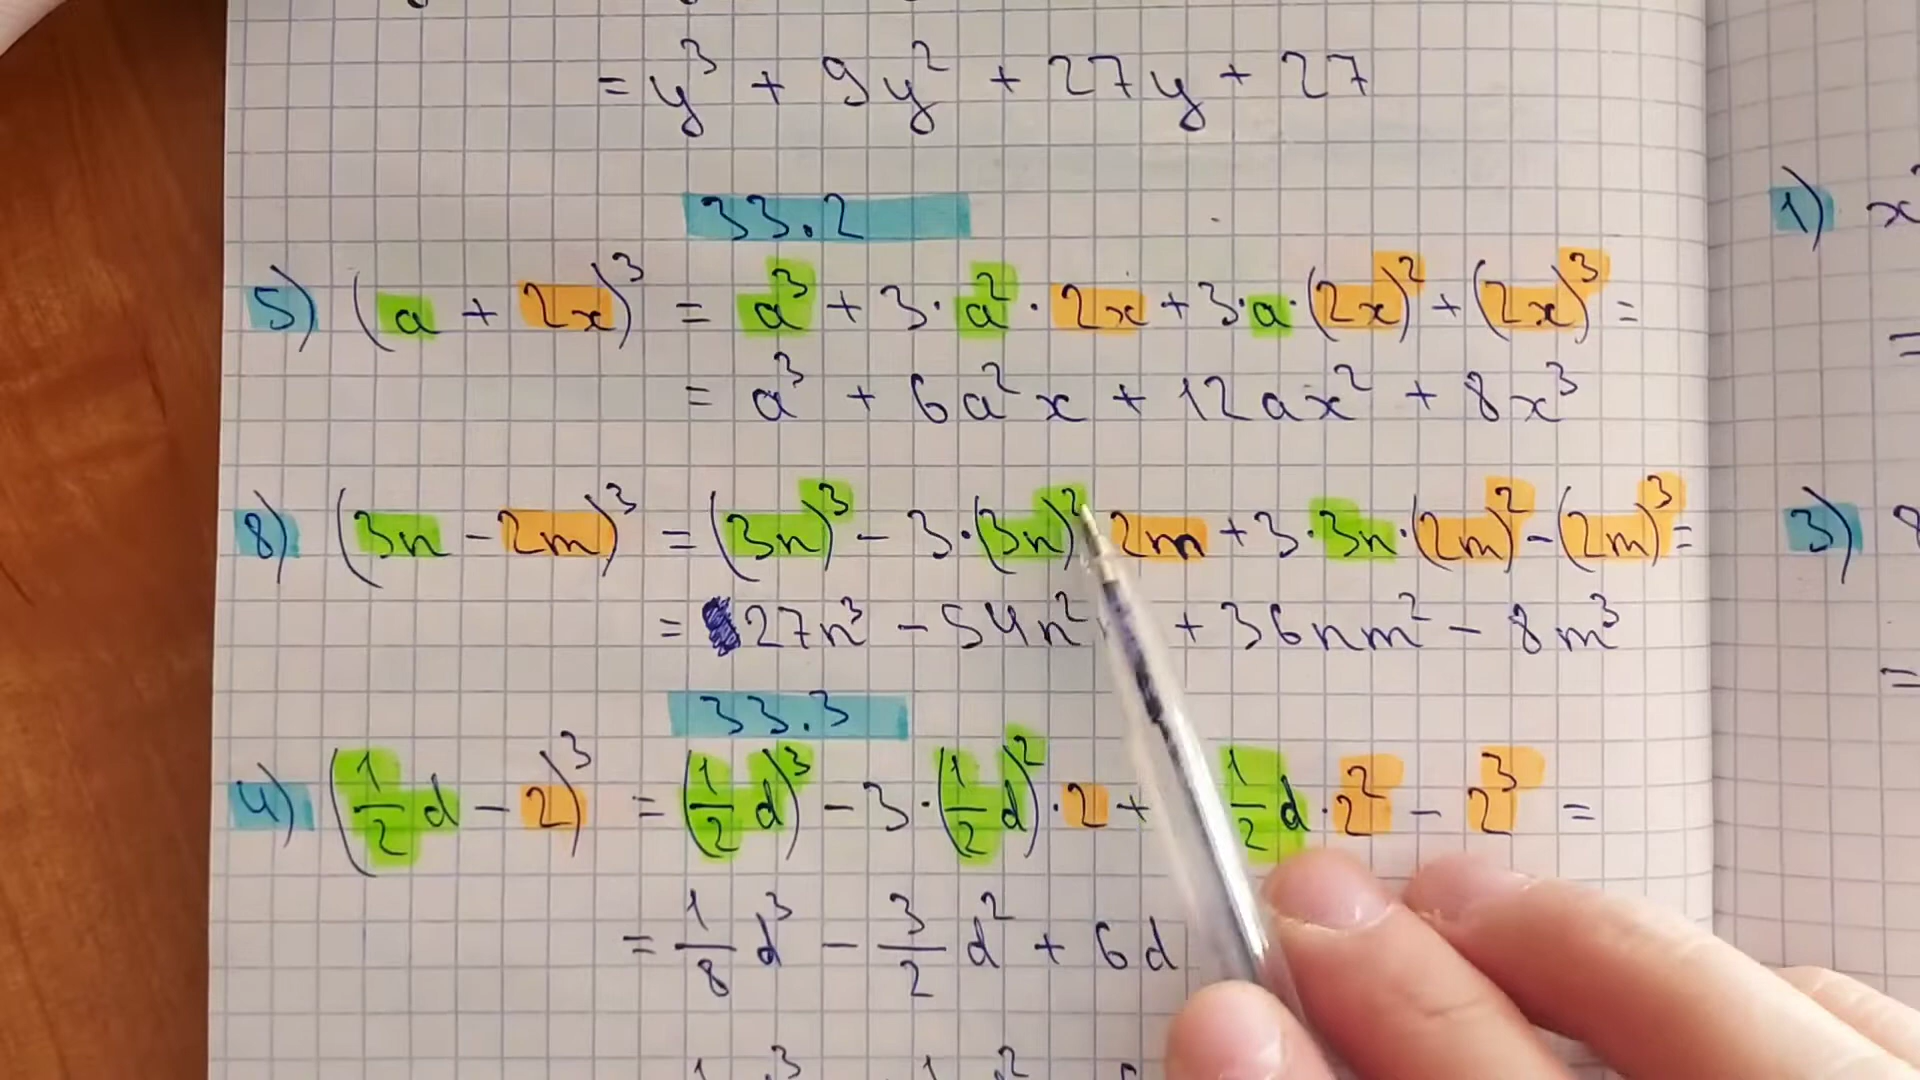 = y³ + 9y² + 27y + 27
33.2
5) (a + 2x)³ = a³ + 3·a²·2x + 3·a·(2x)² + (2x)³ =
= a³ + 6a²x + 12ax² + 8x³
8) (3n - 2m)³ = (3n)³ - 3·(3n)² 2m + 3·3n·(2m)² - (2m)³ =
= 27n³ - 54n² + 36nm² - 8m³
33.3
4) (1/2 d - 2)³ = (1/2 d)³ - 3·(1/2 d)²·2 + 1/2 d·2² - 2³ =
= 1/8 d³ - 3/2 d² + 6d
1) x
=
3) 8
=